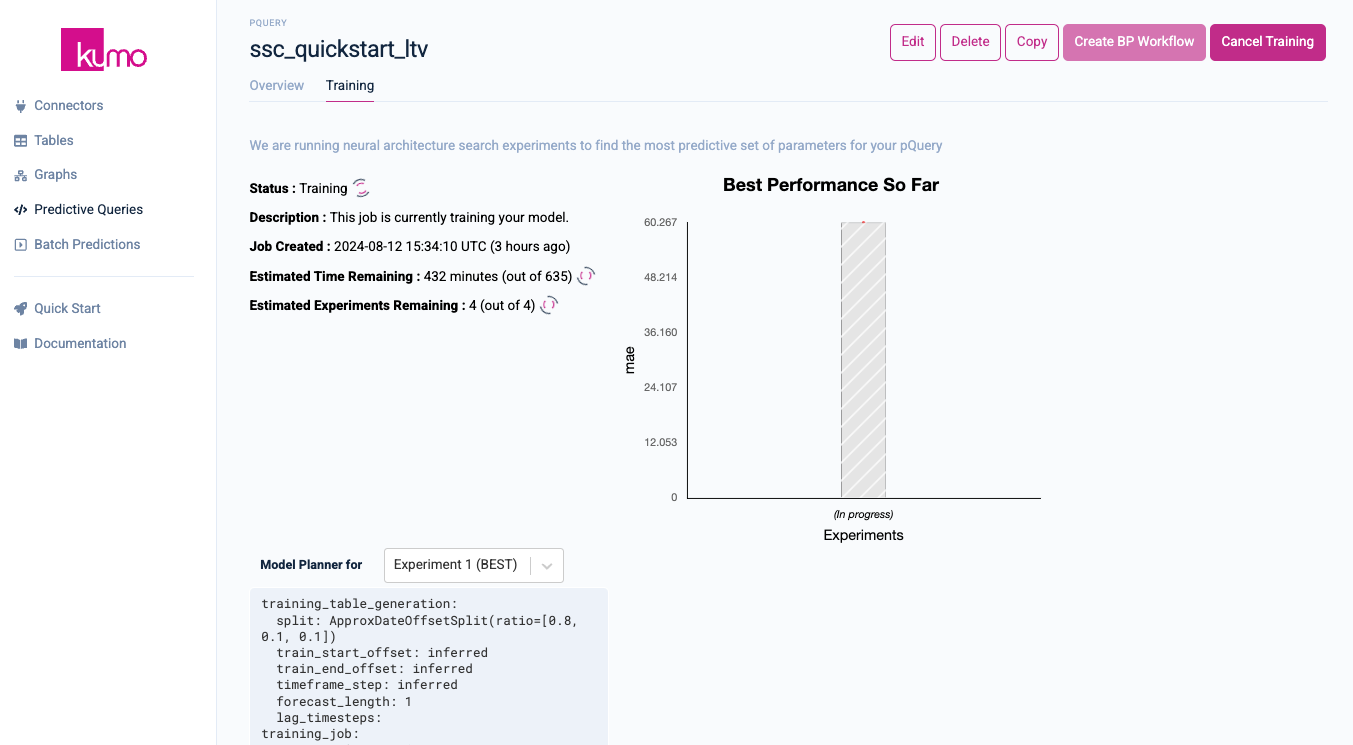 kumo
Connectors
Tables
Graphs
Predictive Queries
Batch Predictions
Quick Start
Documentation
PQUERY
ssc_quickstart_ltv
Edit
Delete
Copy
Create BP Workflow
Cancel Training
Overview
Training
We are running neural architecture search experiments to find the most predictive set of parameters for your pQuery
Status : Training
Description : This job is currently training your model.
Job Created : 2024-08-12 15:34:10 UTC (3 hours ago)
Estimated Time Remaining : 432 minutes (out of 635)
Estimated Experiments Remaining : 4 (out of 4)
Best Performance So Far
60.267
48.214
36.160
24.107
12.053
0
mae
(In progress)
Experiments
Model Planner for
Experiment 1 (BEST)
training_table_generation:
split: ApproxDateOffsetSplit(ratio=[0.8,
0.1, 0.1])
train_start_offset: inferred
train_end_offset: inferred
timeframe_step: inferred
forecast_length: 1
lag_timesteps:
training_job: